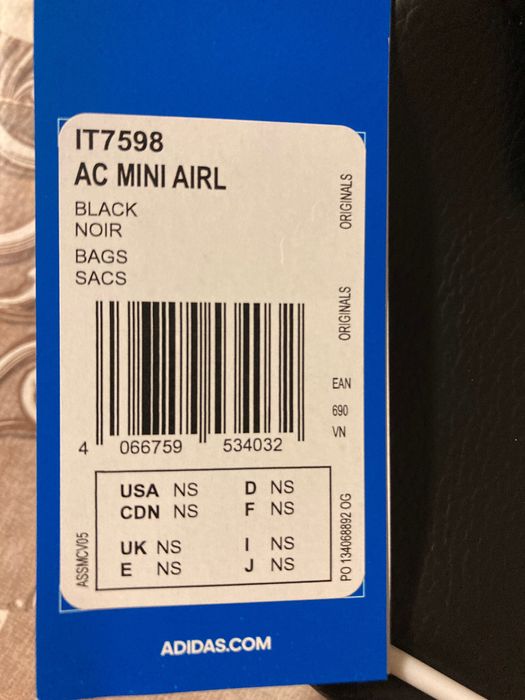 IT7598
AC MINI AIRL
BLACK
NOIR
BAGS
SACS
ORIGINALS
ORIGINALS
EAN
690
VN
4 066759 534032
USA NS D NS
CDN NS F NS
UK NS I NS
E NS J NS
ASSMCV05
PO 134068892 OG
ADIDAS.COM